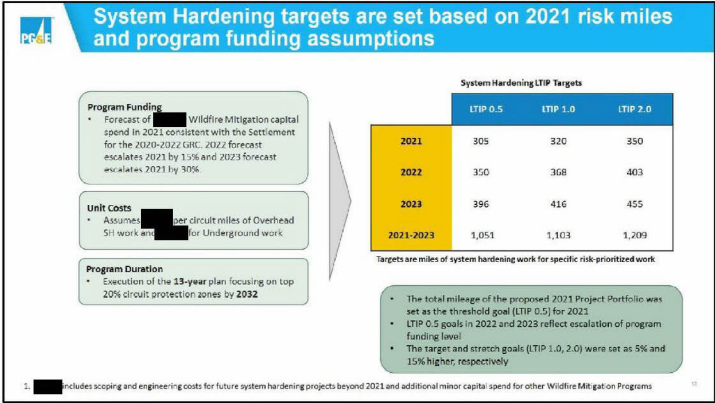 PG&E
System Hardening targets are set based on 2021 risk miles
and program funding assumptions
Program Funding
• Forecast of Wildfire Mitigation capital
spend in 2021 consistent with the Settlement
for the 2020-2022 GRC. 2022 forecast
escalates 2021 by 15% and 2023 forecast
escalates 2021 by 30%.
Unit Costs
• Assumes per circuit miles of Overhead
SH work and for Underground work
Program Duration
• Execution of the 13-year plan focusing on top
20% circuit protection zones by 2032
System Hardening LTIP Targets
LTIP 0.5 LTIP 1.0 LTIP 2.0
2021 305 320 350
2022 350 368 403
2023 396 416 455
2021-2023 1,051 1,103 1,209
Targets are miles of system hardening work for specific risk-prioritized work
• The total mileage of the proposed 2021 Project Portfolio was
set as the threshold goal (LTIP 0.5) for 2021
• LTIP 0.5 goals in 2022 and 2023 reflect escalation of program
funding level
• The target and stretch goals (LTIP 1.0, 2.0) were set as 5% and
15% higher, respectively
1. includes scoping and engineering costs for future system hardening projects beyond 2021 and additional minor capital spend for other Wildfire Mitigation Programs